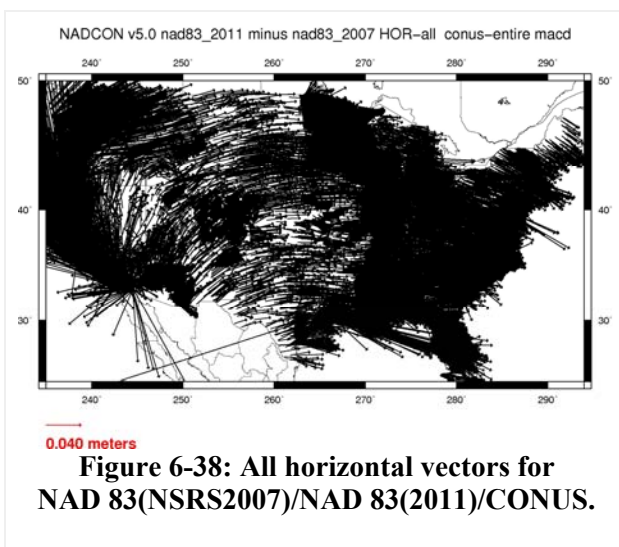 NADCON v5.0 nad83_2011 minus nad83_2007 HOR−all conus−entire macd
240° 250° 260° 270° 280° 290°
50° 50°
40° 40°
30° 30°
240° 250° 260° 270° 280° 290°
0.040 meters
Figure 6-38: All horizontal vectors for
NAD 83(NSRS2007)/NAD 83(2011)/CONUS.